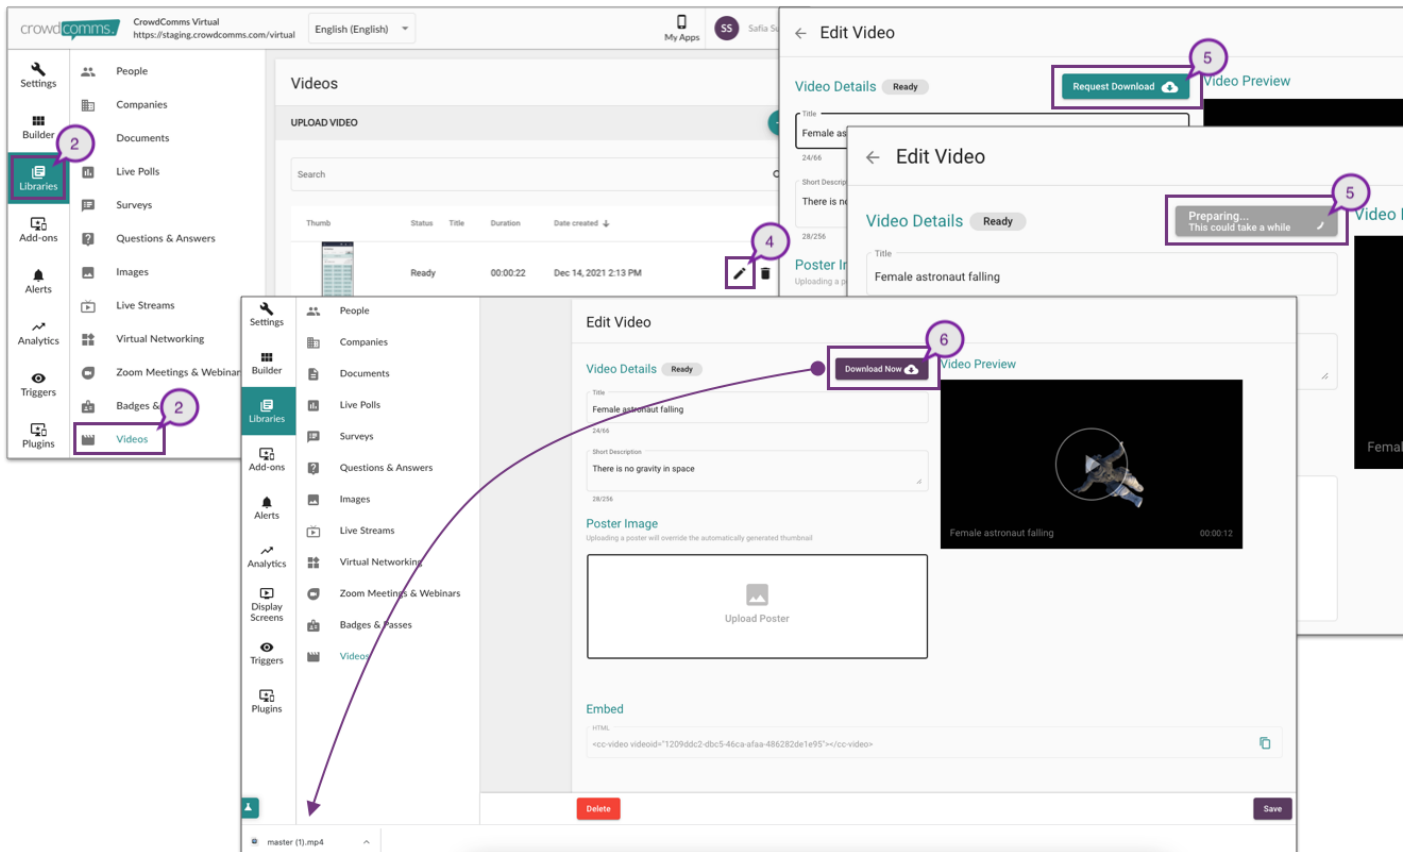 crowdcomms.
CrowdComms Virtual
https://staging.crowdcomms.com/virtual
English (English)
My Apps
SS
Safia
Settings
Builder
2
Libraries
Add-ons
Alerts
Analytics
Triggers
Plugins
People
Companies
Documents
Live Polls
Surveys
Questions & Answers
Images
Live Streams
Virtual Networking
Zoom Meetings & Webinar
Badges &
2
Videos
Videos
UPLOAD VIDEO
Search
Thumb Status Title Duration Date created
4
Ready 00:00:22 Dec 14, 2021 2:13 PM
Edit Video
5
Video Details Ready Request Download Video Preview
Title
Female as
24/66
Short Descrip
There is
28/256
Poster
Uploading a
Edit Video
5
Video Details Ready
Preparing...
This could take a while
Video
Title
Female astronaut falling
Settings
Builder
Libraries
Add-ons
Alerts
Analytics
Display
Screens
Triggers
Plugins
People
Companies
Documents
Live Polls
Surveys
Questions & Answers
Images
Live Streams
Virtual Networking
Zoom Meetings & Webinars
Badges & Passes
Videos
Edit Video
6
Video Details Ready Download Now Video Preview
Title
Female astronaut falling
24/66
Short Description
There is no gravity in space
28/256
Poster Image
Uploading a poster will override the automatically generated thumbnail
Upload Poster
Female astronaut falling 00:00:12
Embed
HTML
<cc-video videoid="1209ddc2-dbc5-46ca-afaa-486282de1e95"></cc-video>
Delete Save
master (1).mp4